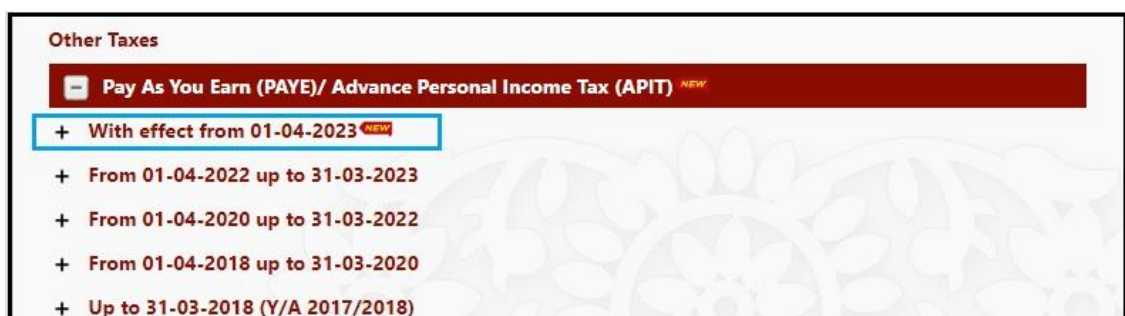 Other Taxes
- Pay As You Earn (PAYE)/ Advance Personal Income Tax (APIT) NEW
+ With effect from 01-04-2023 NEW
+ From 01-04-2022 up to 31-03-2023
+ From 01-04-2020 up to 31-03-2022
+ From 01-04-2018 up to 31-03-2020
+ Up to 31-03-2018 (Y/A 2017/2018)